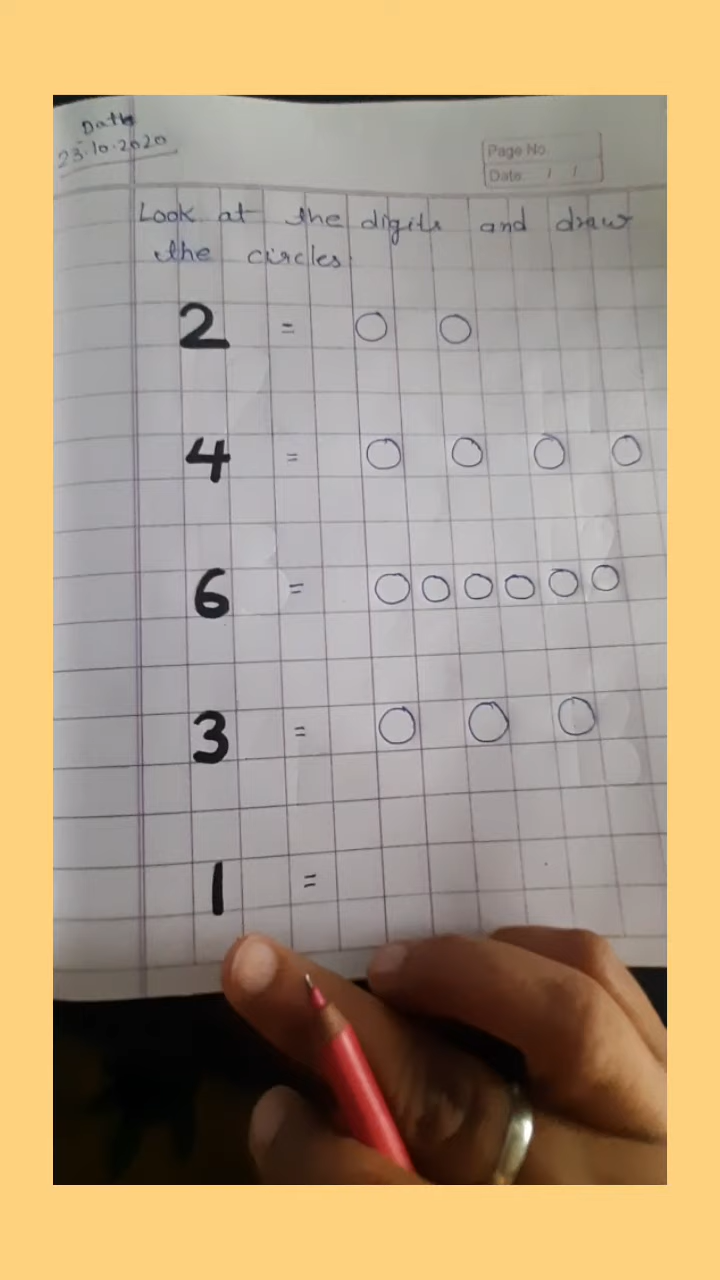 Date
23.10.2020
Page No.
Date / /
Look at the digits and draw
the circles
2 = ○ ○
4 = ○ ○ ○ ○
6 = ○ ○ ○ ○ ○ ○
3 = ○ ○ ○
1 =